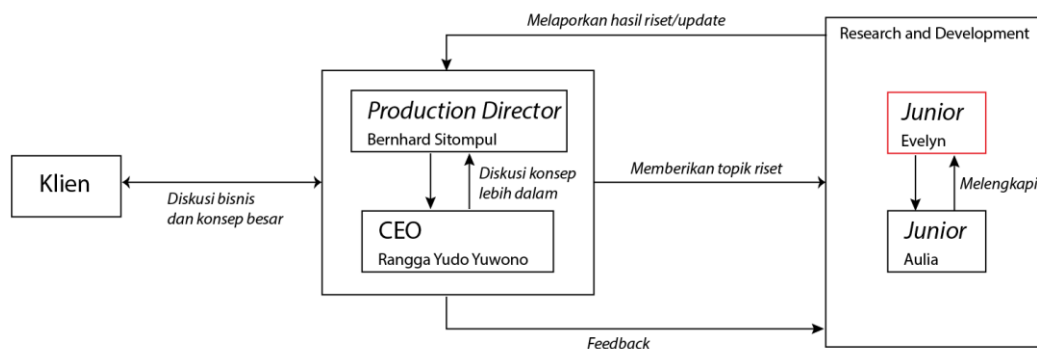 Melaporkan hasil riset/update
Research and Development
Production Director
Bernhard Sitompul
Junior
Evelyn
Klien
Diskusi bisnis
dan konsep besar
Diskusi konsep
lebih dalam
Memberikan topik riset
Melengkapi
CEO
Rangga Yudo Yuwono
Junior
Aulia
Feedback